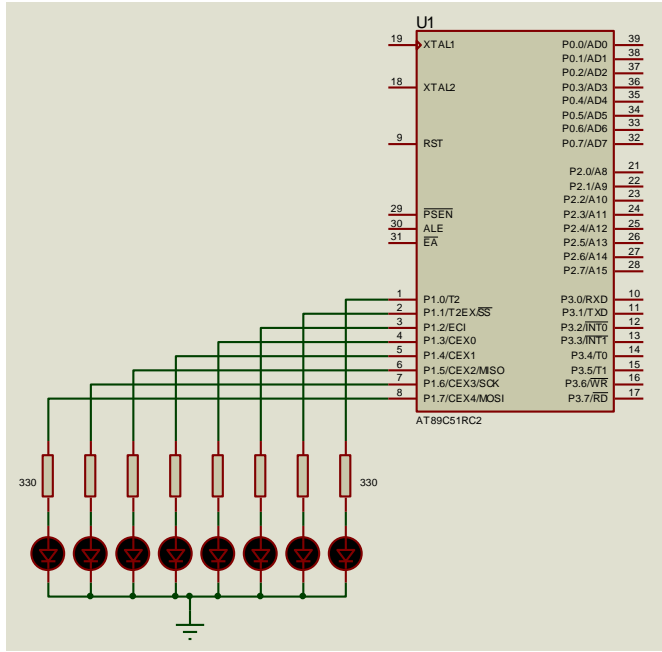 U1
19 XTAL1 P0.0/AD0 39
P0.1/AD1 38
P0.2/AD2 37
18 XTAL2 P0.3/AD3 36
P0.4/AD4 35
P0.5/AD5 34
P0.6/AD6 33
9 RST P0.7/AD7 32
P2.0/A8 21
P2.1/A9 22
P2.2/A10 23
29 PSEN P2.3/A11 24
30 ALE P2.4/A12 25
31 EA P2.5/A13 26
P2.6/A14 27
P2.7/A15 28
1 P1.0/T2 P3.0/RXD 10
2 P1.1/T2EX/SS P3.1/TXD 11
3 P1.2/ECI P3.2/INT0 12
4 P1.3/CEX0 P3.3/INT1 13
5 P1.4/CEX1 P3.4/T0 14
6 P1.5/CEX2/MISO P3.5/T1 15
7 P1.6/CEX3/SCK P3.6/WR 16
8 P1.7/CEX4/MOSI P3.7/RD 17
AT89C51RC2
330 330